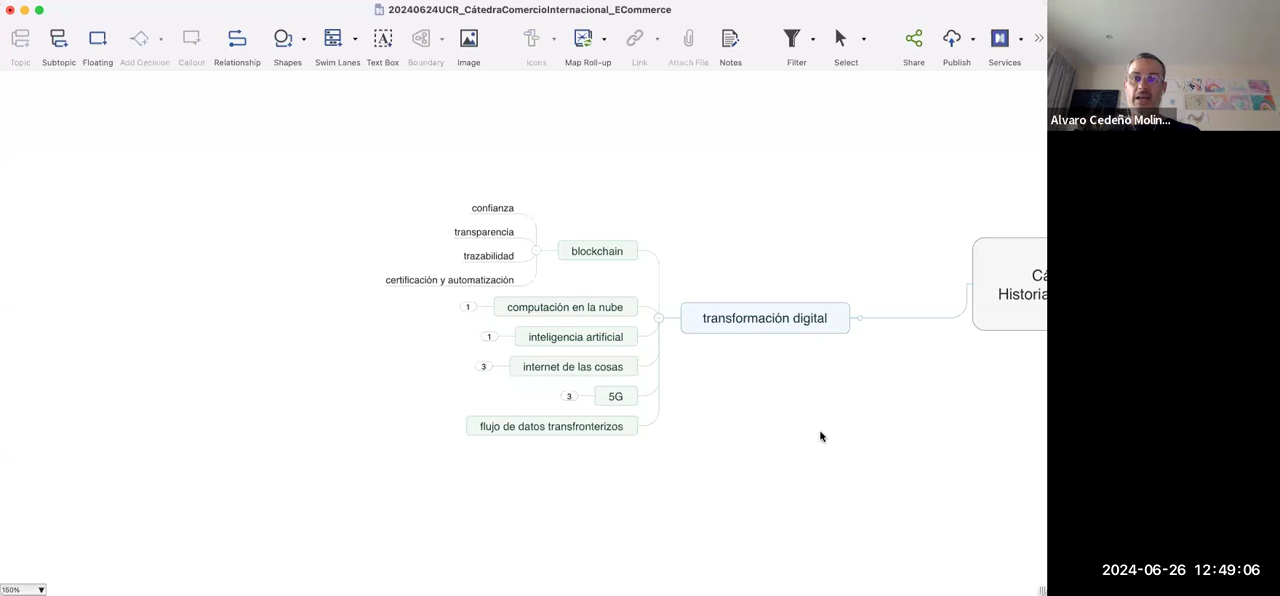 20240624UCR_CátedraComercioInternacional_ECommerce
Topic
Subtopic
Floating
Add Decision
Callout
Relationship
Shapes
Swim Lanes
Text Box
Boundary
Image
Icons
Map Roll-up
Link
Attach File
Notes
Filter
Select
Share
Publish
Services
Alvaro Cedeño Molin...
confianza
transparencia
trazabilidad
certificación y automatización
blockchain
1
computación en la nube
1
inteligencia artificial
3
internet de las cosas
3
5G
flujo de datos transfronterizos
transformación digital
Cá
Historia
2024-06-26 12:49:06
150%